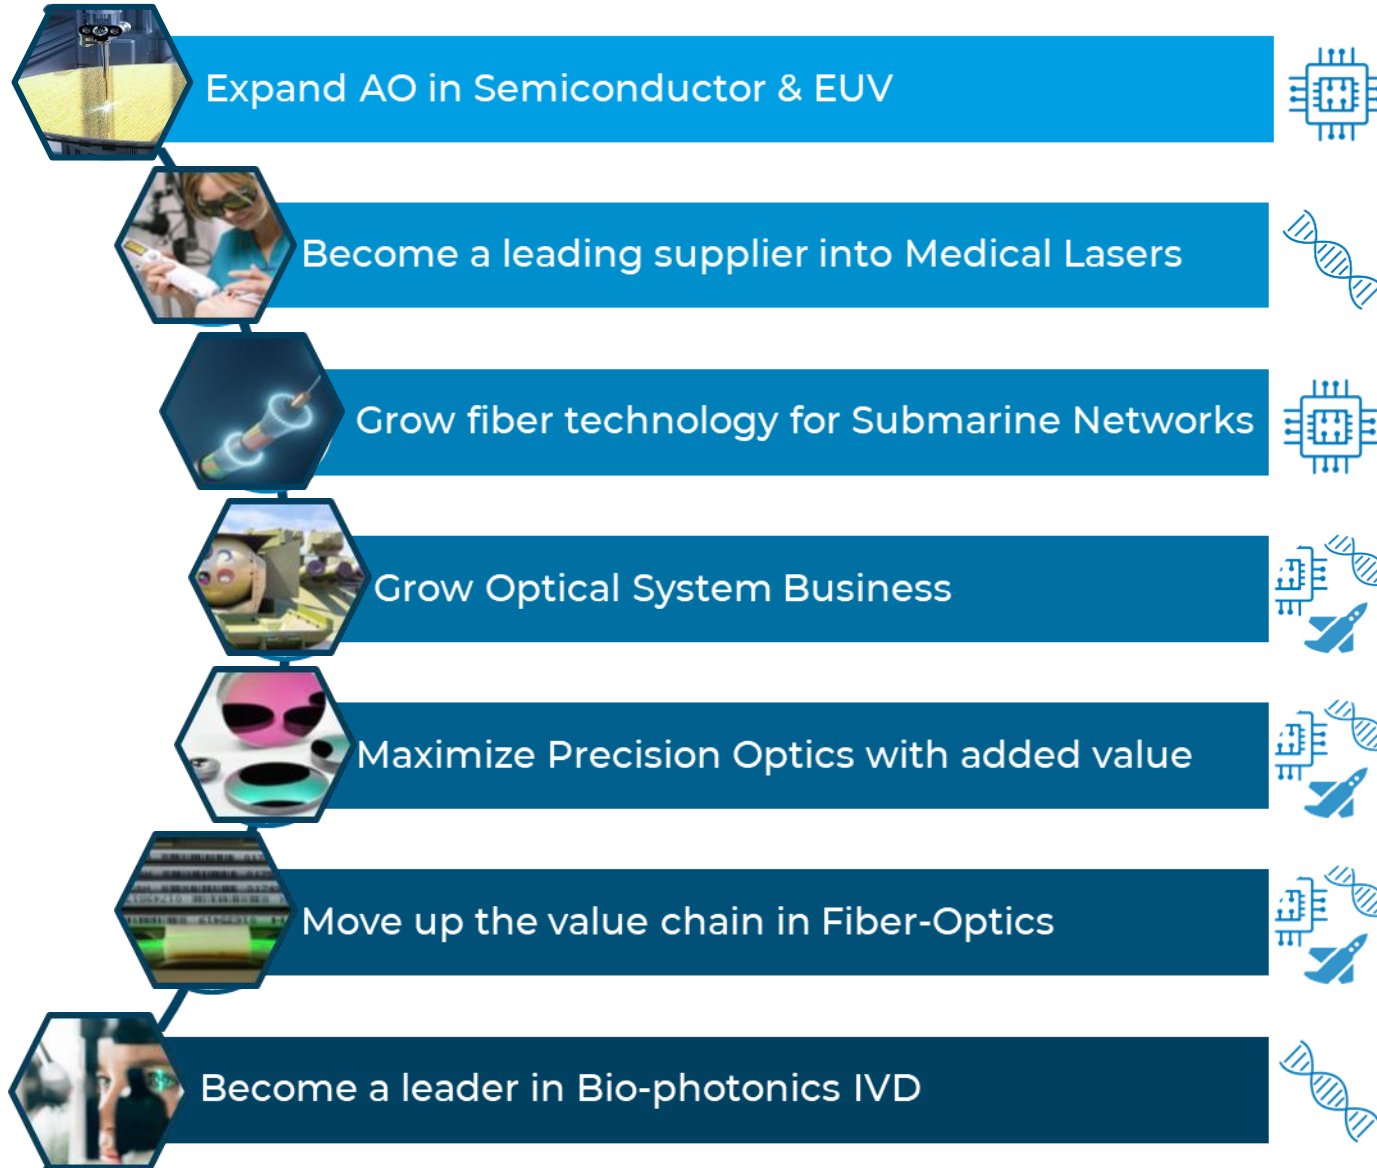 Expand AO in Semiconductor & EUV
Become a leading supplier into Medical Lasers
Grow fiber technology for Submarine Networks
Grow Optical System Business
Maximize Precision Optics with added value
Move up the value chain in Fiber-Optics
Become a leader in Bio-photonics IVD